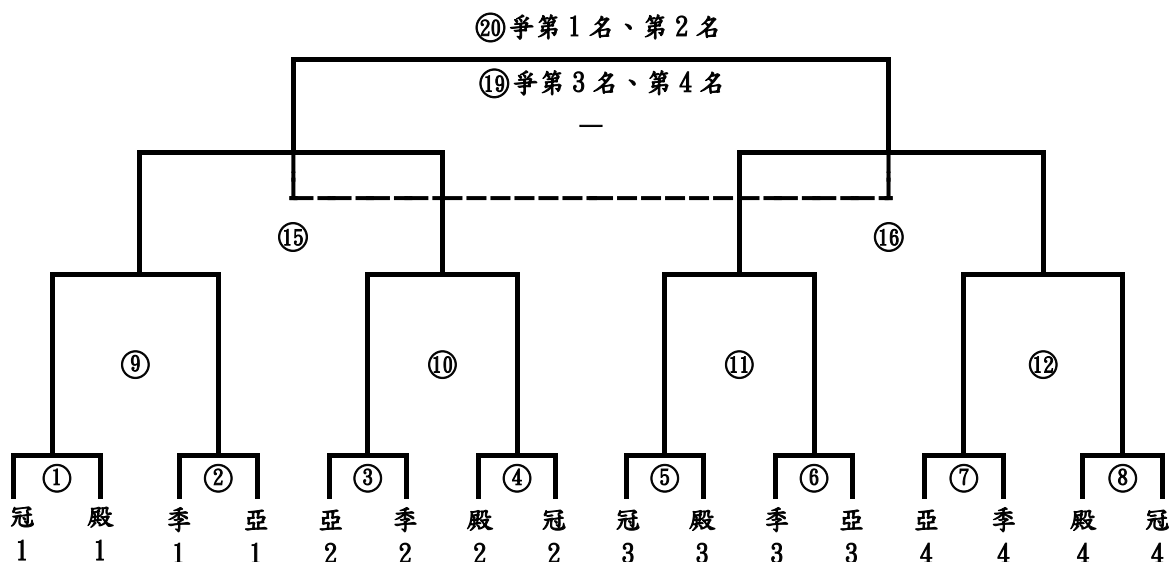 ⑳爭第1名、第2名
⑲爭第3名、第4名
—
⑮ ⑯
⑨ ⑩ ⑪ ⑫
① ② ③ ④ ⑤ ⑥ ⑦ ⑧
冠 殿 季 亞 亞 季 殿 冠 冠 殿 季 亞 亞 季 殿 冠
1 1 1 1 2 2 2 2 3 3 3 3 4 4 4 4